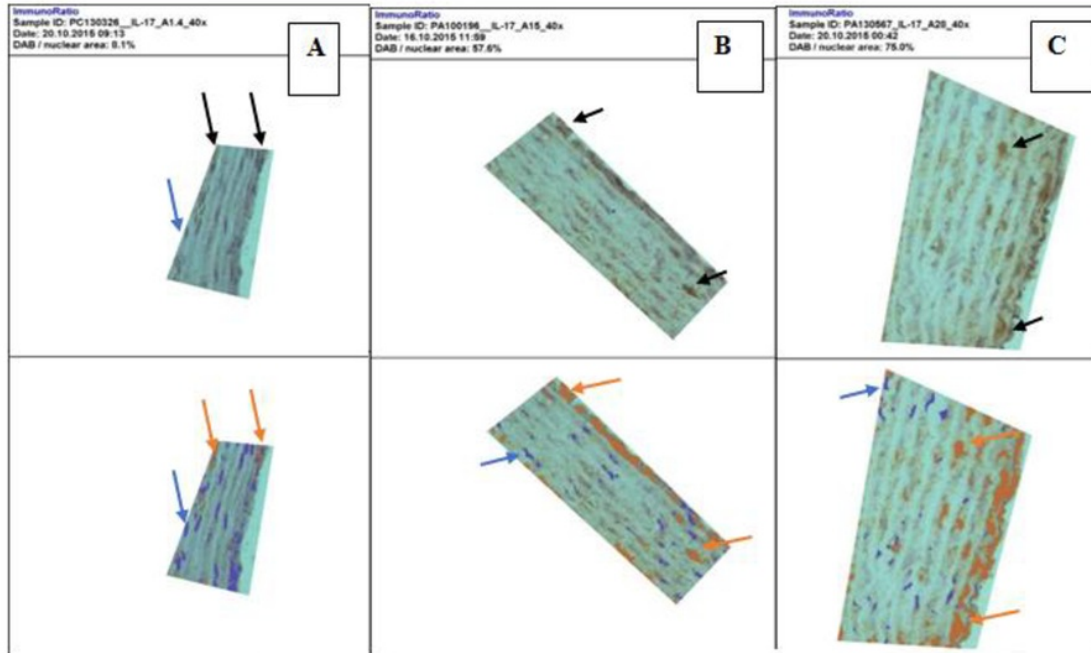 ImmunoRatio
Sample ID: PC130326__IL-17_A1.4_40x
Date: 20.10.2015 09:13
DAB / nuclear area: 8.1%
A
ImmunoRatio
Sample ID: PA100196__IL-17_A15_40x
Date: 16.10.2015 11:59
DAB / nuclear area: 57.6%
B
ImmunoRatio
Sample ID: PA130567_IL-17_A28_40x
Date: 20.10.2015 00:42
DAB / nuclear area: 75.0%
C